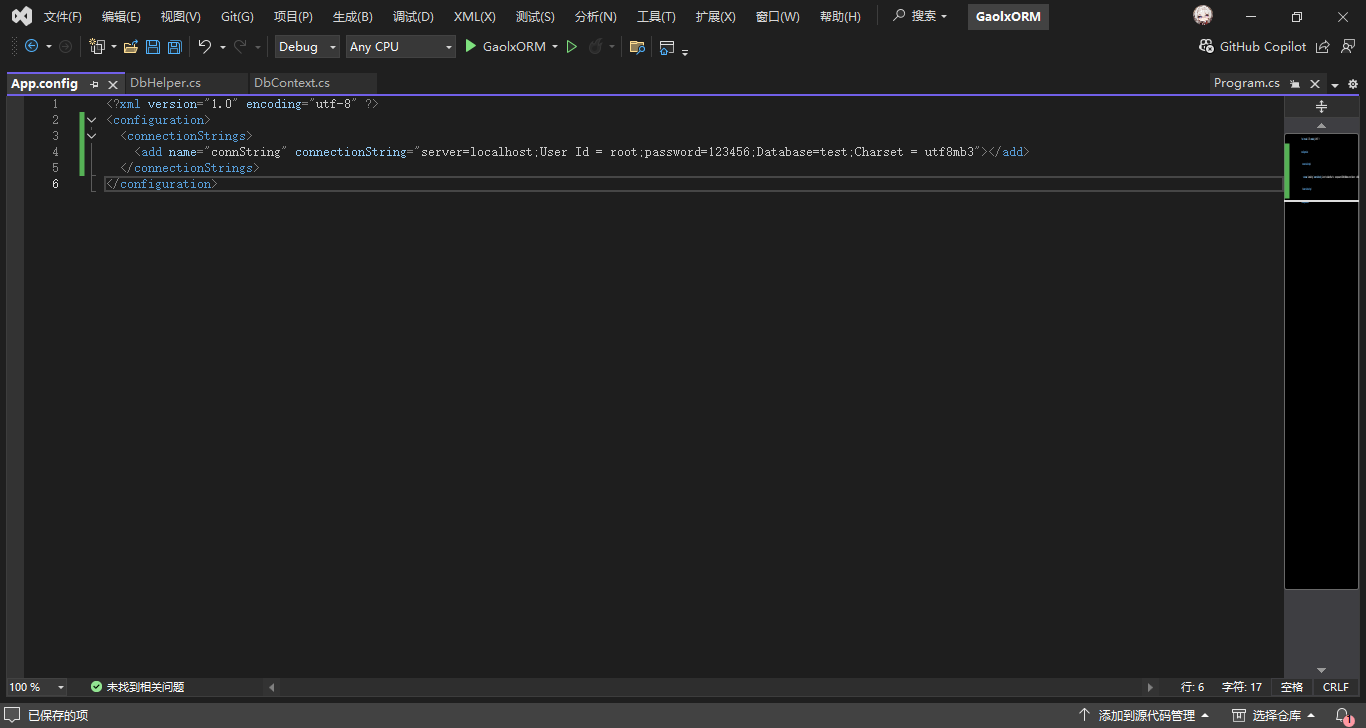 文件(F) 编辑(E) 视图(V) Git(G) 项目(P) 生成(B) 调试(D) XML(X) 测试(S) 分析(N) 工具(T) 扩展(X) 窗口(W) 帮助(H) 搜索 GaolxORM
Debug Any CPU GaolxORM GitHub Copilot
App.config DbHelper.cs DbContext.cs Program.cs
1 <?xml version="1.0" encoding="utf-8" ?>
2 <configuration>
3 <connectionStrings>
4 <add name="connString" connectionString="server=localhost;User Id = root;password=123456;Database=test;Charset = utf8mb3"></add>
5 </connectionStrings>
6 </configuration>
100 % 未找到相关问题 行: 6 字符: 17 空格 CRLF
已保存的项 添加到源代码管理 选择仓库 1